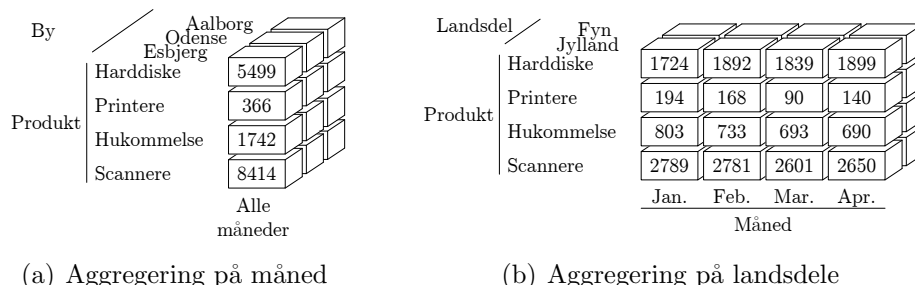 By
Aalborg
Odense
Esbjerg
Produkt
Harddiske 5499
Printere 366
Hukommelse 1742
Scannere 8414
Alle
måneder
(a) Aggregering på måned
Landsdel
Fyn
Jylland
Produkt
Harddiske 1724 1892 1839 1899
Printere 194 168 90 140
Hukommelse 803 733 693 690
Scannere 2789 2781 2601 2650
Jan. Feb. Mar. Apr.
Måned
(b) Aggregering på landsdele